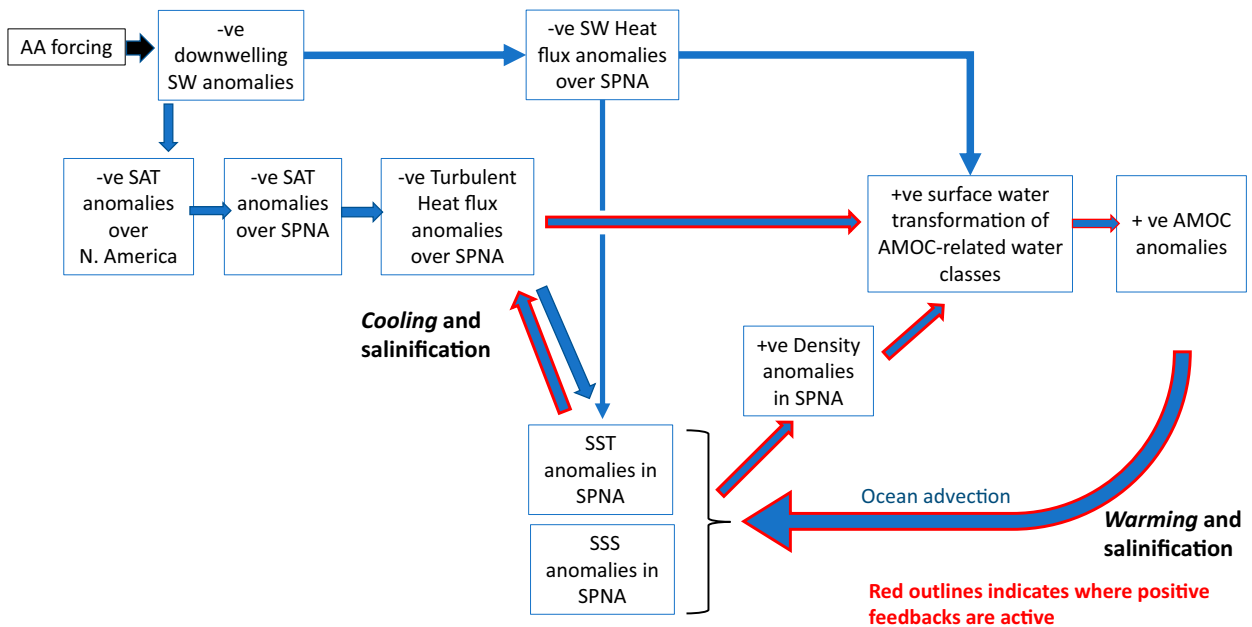 AA forcing
-ve
downwelling
SW anomalies
-ve SW Heat
flux anomalies
over SPNA
-ve SAT
anomalies
over
N. America
-ve SAT
anomalies
over SPNA
-ve Turbulent
Heat flux
anomalies
over SPNA
+ve surface water
transformation of
AMOC-related water
classes
+ ve AMOC
anomalies
Cooling and
salinification
+ve Density
anomalies
in SPNA
SST
anomalies in
SPNA
SSS
anomalies in
SPNA
Ocean advection
Warming and
salinification
Red outlines indicates where positive
feedbacks are active